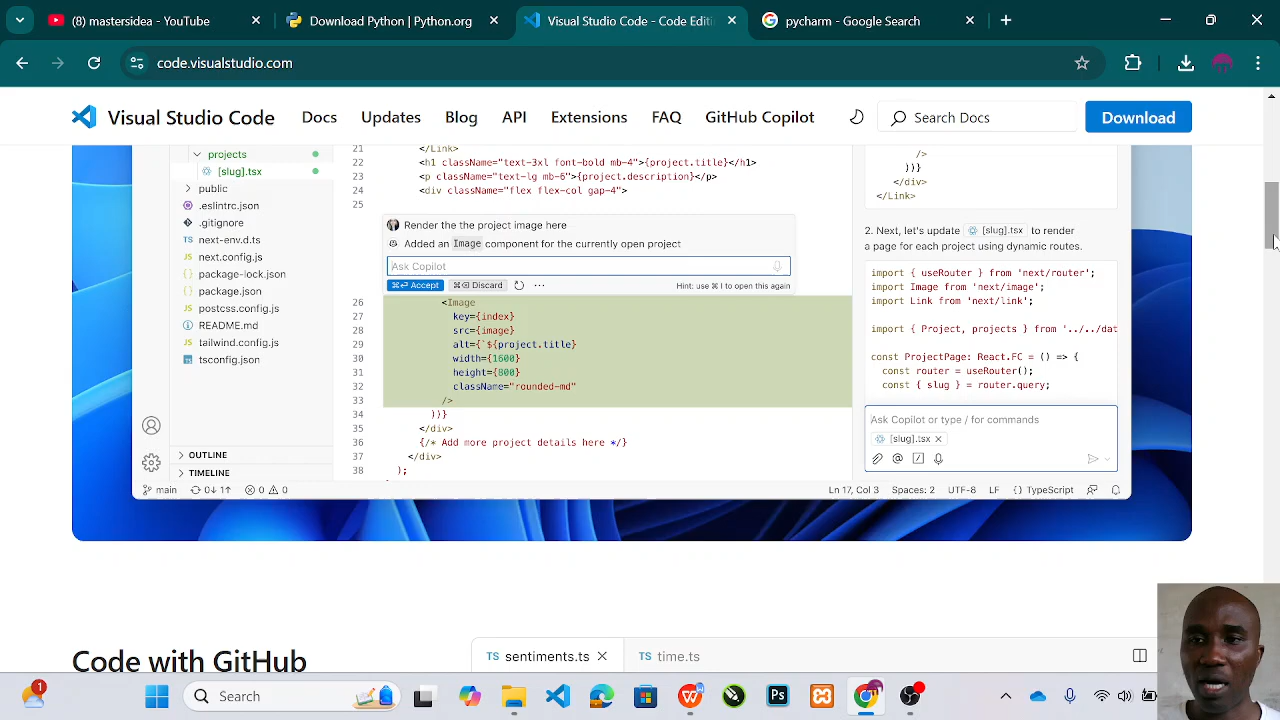 (8) mastersidea - YouTube
Download Python | Python.org
Visual Studio Code - Code Editi
pycharm - Google Search
code.visualstudio.com
Visual Studio Code
Docs
Updates
Blog
API
Extensions
FAQ
GitHub Copilot
Search Docs
Download
projects
[slug].tsx
public
.eslintrc.json
.gitignore
next-env.d.ts
next.config.js
package-lock.json
package.json
postcss.config.js
README.md
tailwind.config.js
tsconfig.json
OUTLINE
TIMELINE
21 </Link>
22 <h1 className="text-3xl font-bold mb-4">{project.title}</h1>
23 <p className="text-lg mb-6">{project.description}</p>
24 <div className="flex flex-col gap-4">
25
Render the the project image here
Added an Image component for the currently open project
Ask Copilot
⌘⏎ Accept
⌘⌫ Discard
Hint: use ⌘ I to open this again
26 <Image
27 key={index}
28 src={image}
29 alt={`${project.title}
30 width={1600}
31 height={800}
32 className="rounded-md"
33 />
34 ))}
35 </div>
36 {/* Add more project details here */}
37 </div>
38 );
/>
))}
</div>
</Link>
2. Next, let's update [slug].tsx to render
a page for each project using dynamic routes.
import { useRouter } from 'next/router';
import Image from 'next/image';
import Link from 'next/link';
import { Project, projects } from '../../dat
const ProjectPage: React.FC = () => {
const router = useRouter();
const { slug } = router.query;
Ask Copilot or type / for commands
[slug].tsx
main
0↓ 1↑
0
0
Ln 17, Col 3
Spaces: 2
UTF-8
LF
{} TypeScript
Code with GitHub
TS sentiments.ts
TS time.ts
1
Search
Ps